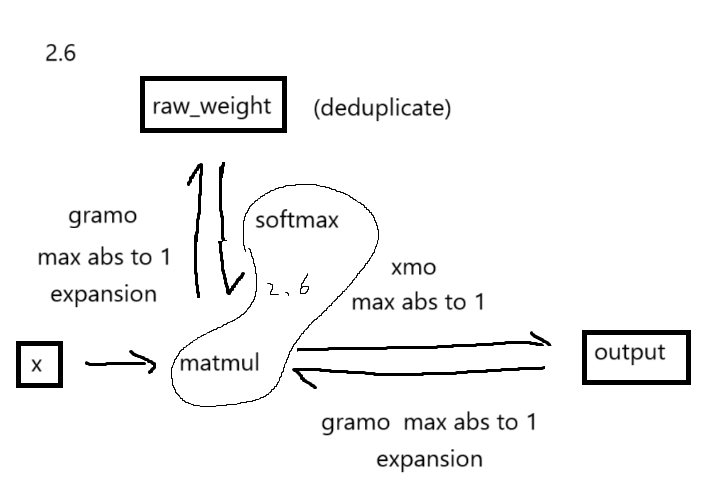 2.6
raw_weight (deduplicate)
gramo
max abs to 1
expansion
softmax
2.6
xmo
max abs to 1
x
matmul
output
gramo max abs to 1
expansion